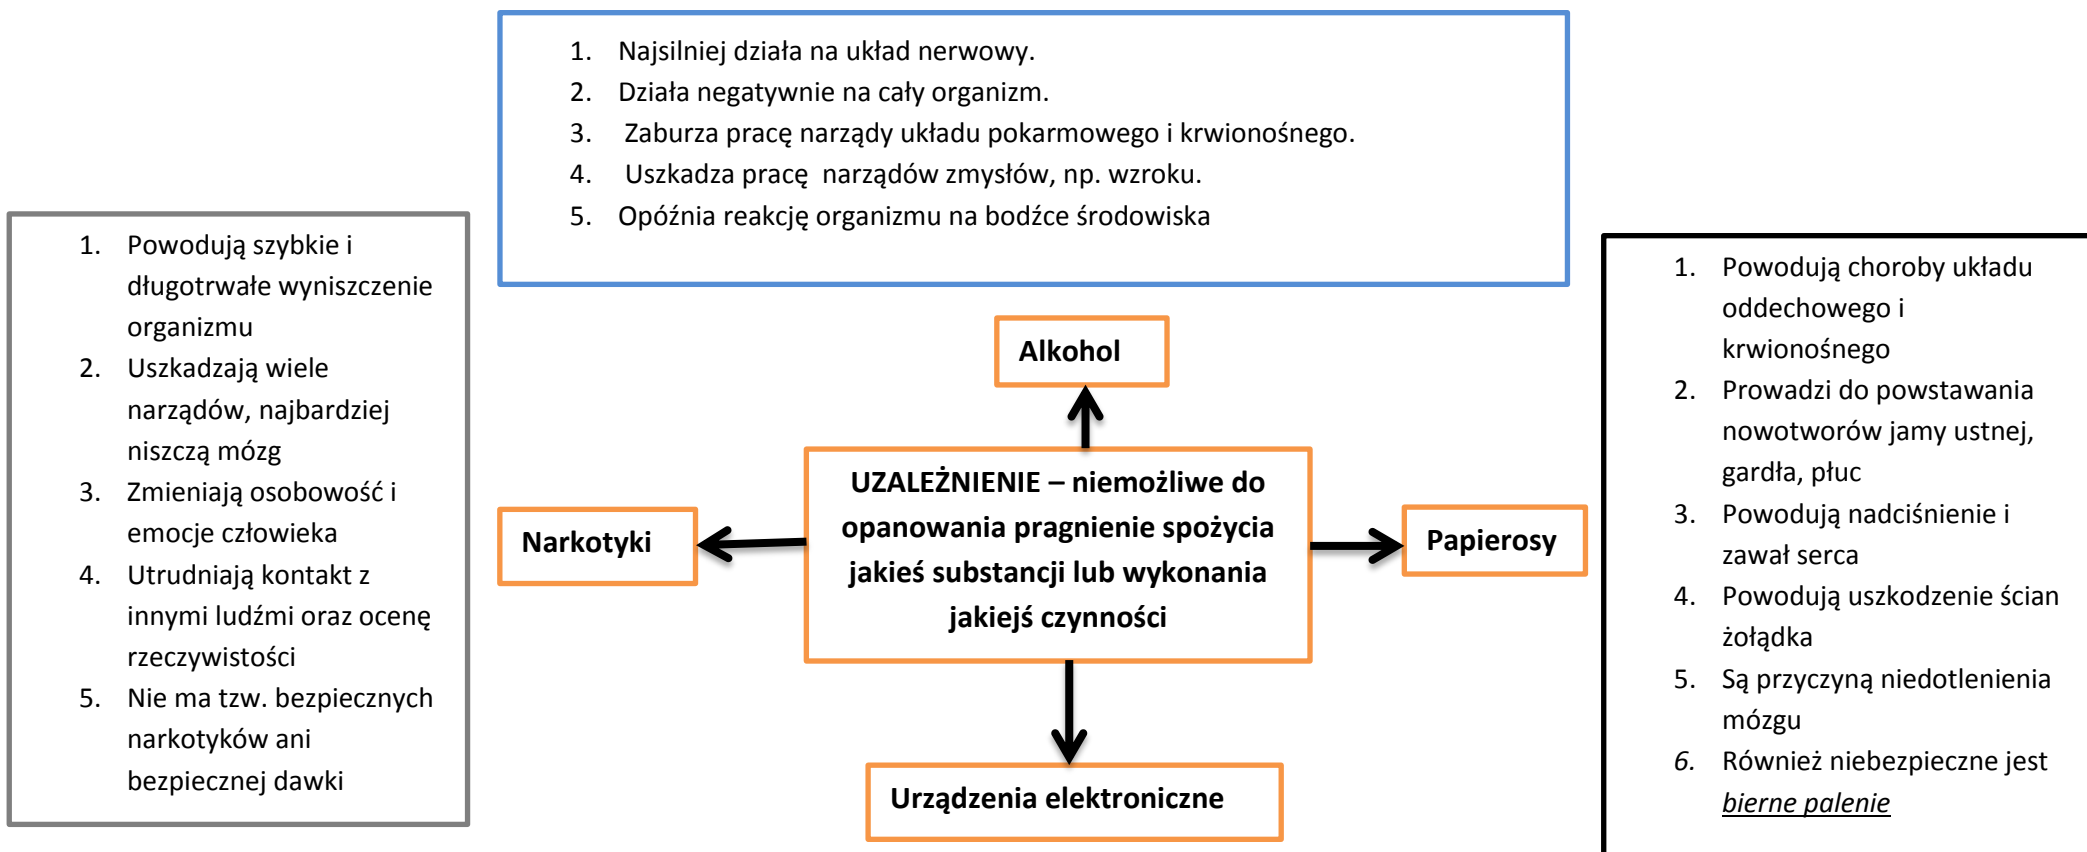 1. Najsilniej działa na układ nerwowy.
2. Działa negatywnie na cały organizm.
3. Zaburza pracę narządy układu pokarmowego i krwionośnego.
4. Uszkadza pracę narządów zmysłów, np. wzroku.
5. Opóźnia reakcję organizmu na bodźce środowiska
1. Powodują szybkie i
długotrwałe wyniszczenie
organizmu
2. Uszkadzają wiele
narządów, najbardziej
niszczą mózg
3. Zmieniają osobowość i
emocje człowieka
4. Utrudniają kontakt z
innymi ludźmi oraz ocenę
rzeczywistości
5. Nie ma tzw. bezpiecznych
narkotyków ani
bezpiecznej dawki
Alkohol
Narkotyki
UZALEŻNIENIE – niemożliwe do
opanowania pragnienie spożycia
jakieś substancji lub wykonania
jakiejś czynności
Papierosy
Urządzenia elektroniczne
1. Powodują choroby układu
oddechowego i
krwionośnego
2. Prowadzi do powstawania
nowotworów jamy ustnej,
gardła, płuc
3. Powodują nadciśnienie i
zawał serca
4. Powodują uszkodzenie ścian
żołądka
5. Są przyczyną niedotlenienia
mózgu
6. Również niebezpieczne jest
bierne palenie